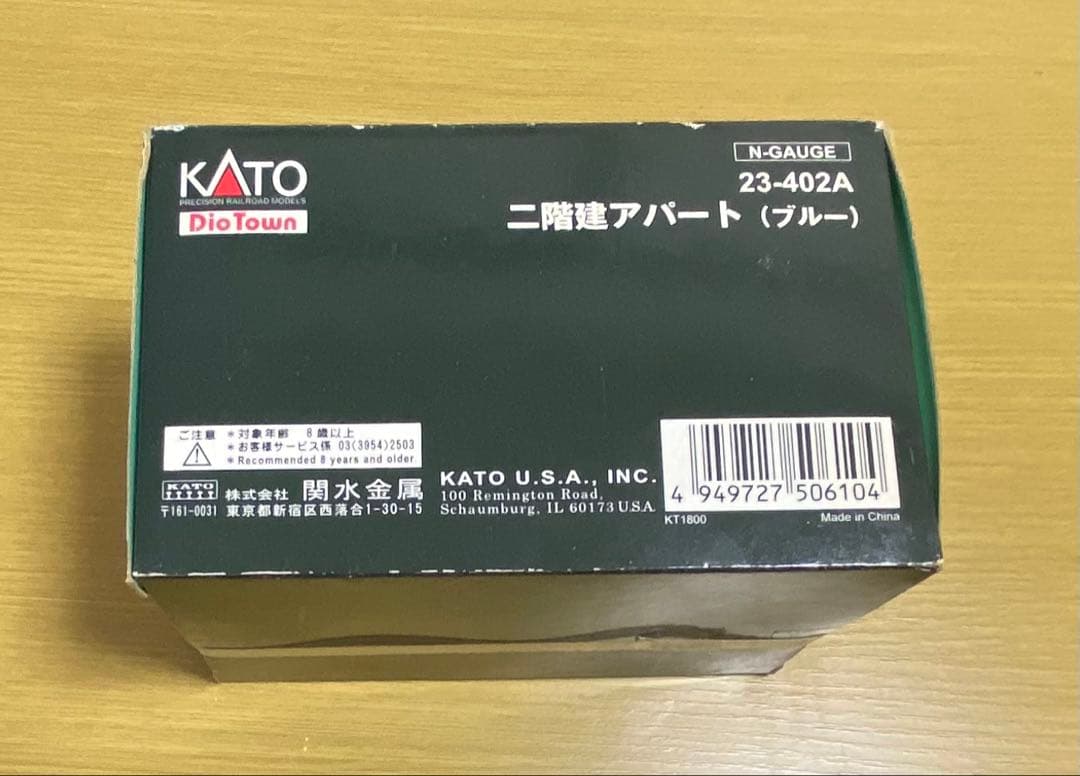 KATO
PRECISION RAILROAD MODELS
DioTown
N-GAUGE
23-402A
二階建アパート（ブルー）
ご注意
*対象年齢 8歳以上
*お客様サービス係 03(3954)2503
*Recommended 8 years and older.
KATO
株式会社 関水金属
〒161-0031 東京都新宿区西落合1-30-15
KATO U.S.A., INC.
100 Remington Road,
Schaumburg, IL 60173 U.S.A.
4 949727 506104
KT1800
Made in China